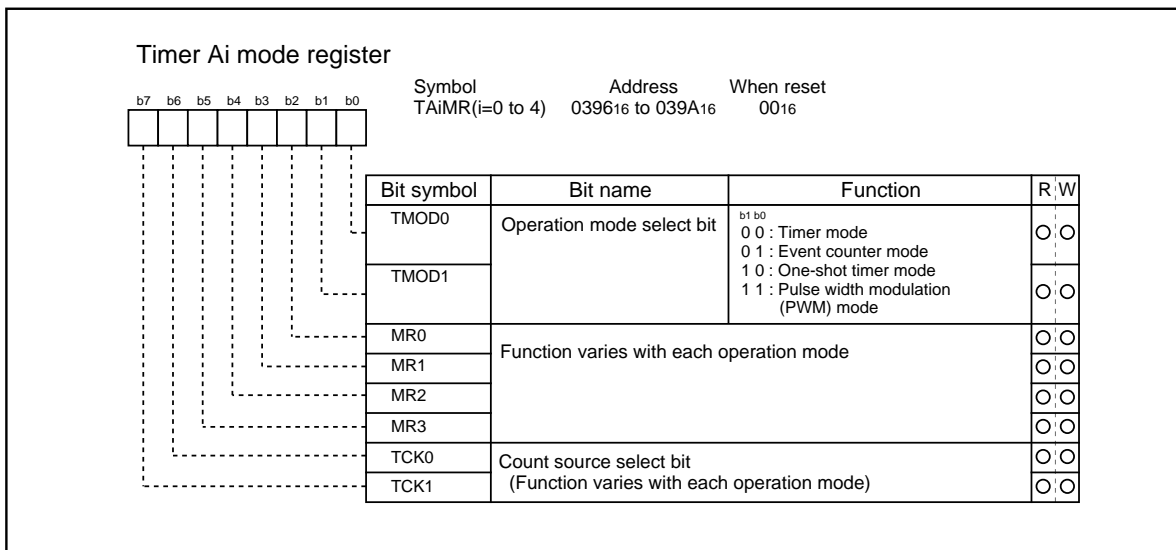 Timer Ai mode register
Symbol Address When reset
TAiMR(i=0 to 4) 039616 to 039A16 0016
b7 b6 b5 b4 b3 b2 b1 b0
Bit symbol Bit name Function R W
TMOD0 Operation mode select bit
b1 b0
0 0 : Timer mode
0 1 : Event counter mode
1 0 : One-shot timer mode
1 1 : Pulse width modulation
(PWM) mode
TMOD1
MR0
Function varies with each operation mode
MR1
MR2
MR3
TCK0
Count source select bit
(Function varies with each operation mode)
TCK1